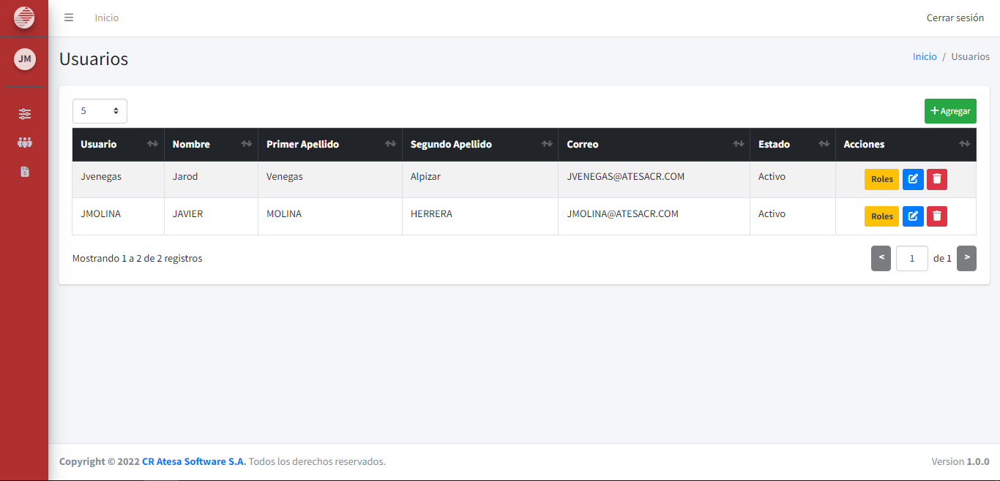 Inicio
Cerrar sesión
JM
Usuarios
Inicio / Usuarios
5
+ Agregar
Usuario Nombre Primer Apellido Segundo Apellido Correo Estado Acciones
Jvenegas Jarod Venegas Alpizar JVENEGAS@ATESACR.COM Activo Roles
JMOLINA JAVIER MOLINA HERRERA JMOLINA@ATESACR.COM Activo Roles
Mostrando 1 a 2 de 2 registros
< 1 de 1 >
Copyright © 2022 CR Atesa Software S.A. Todos los derechos reservados.
Version 1.0.0